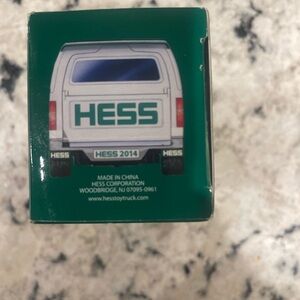 HESS
HESS HESS 2014 HESS
MADE IN CHINA
HESS CORPORATION
WOODBRIDGE, NJ 07095-0961
www.hesstoytruck.com